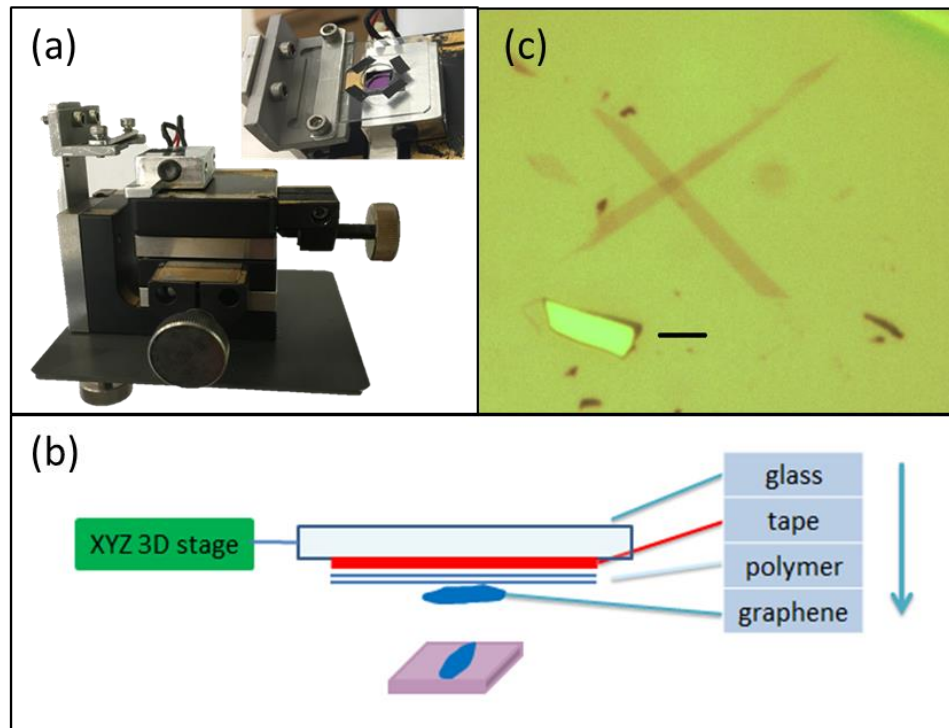 (a)
(c)
(b)
glass
XYZ 3D stage
tape
polymer
graphene